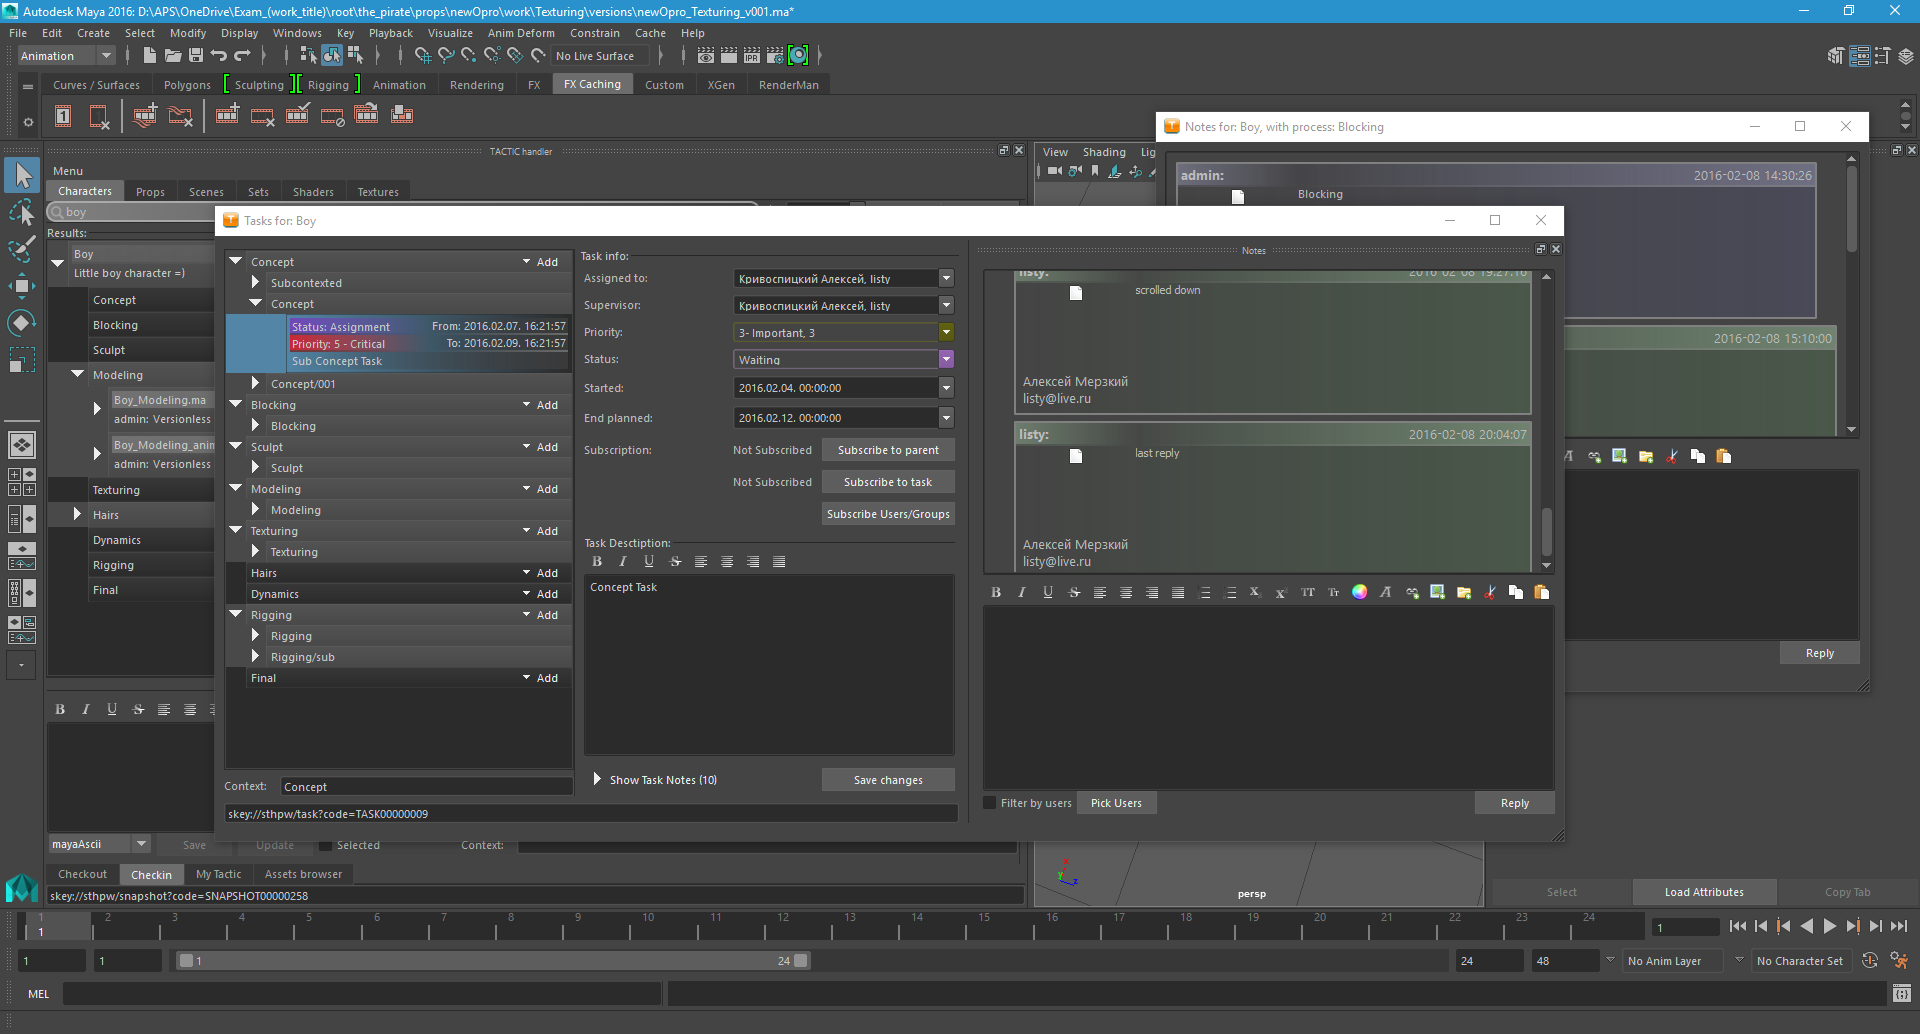 Autodesk Maya 2016: D:\APS\OneDrive\Exam_(work_title)\root\the_pirate\props\newOpro\work\Texturing\versions\newOpro_Texturing_v001.ma*
File Edit Create Select Modify Display Windows Key Playback Visualize Anim Deform Constrain Cache Help
Animation No Live Surface IPR
Curves / Surfaces Polygons Sculpting Rigging Animation Rendering FX FX Caching Custom XGen RenderMan
TACTIC handler
Menu
Characters Props Scenes Sets Shaders Textures
boy
Results:
Boy
Little boy character =)
Concept
Blocking
Sculpt
Modeling
Boy_Modeling.ma
admin: Versionless
Boy_Modeling_anin
admin: Versionless
Texturing
Hairs
Dynamics
Rigging
Final
B I U S
mayaAscii Save Update Selected Context:
Checkout Checkin My Tactic Assets browser
skey://sthpw/snapshot?code=SNAPSHOT00000258
View Shading Lig
Notes for: Boy, with process: Blocking
admin: 2016-02-08 14:30:26
Blocking
2016-02-08 15:10:00
Reply
Tasks for: Boy
Concept Add
Subcontexted
Concept
Status: Assignment From: 2016.02.07. 16:21:57
Priority: 5 - Critical To: 2016.02.09. 16:21:57
Sub Concept Task
Concept/001
Blocking Add
Blocking
Sculpt Add
Sculpt
Modeling Add
Modeling
Texturing Add
Texturing
Hairs Add
Dynamics Add
Rigging Add
Rigging
Rigging/sub
Final Add
Context: Concept
skey://sthpw/task?code=TASK00000009
Task info:
Assigned to: Кривоспицкий Алексей, listy
Supervisor: Кривоспицкий Алексей, listy
Priority: 3- Important, 3
Status: Waiting
Started: 2016.02.04. 00:00:00
End planned: 2016.02.12. 00:00:00
Subscription: Not Subscribed Subscribe to parent
Not Subscribed Subscribe to task
Subscribe Users/Groups
Task Desctiption:
B I U S
Concept Task
Show Task Notes (10) Save changes
Notes
listy: 2016-02-08 19:27:16
scrolled down
Алексей Мерзкий
listy@live.ru
listy: 2016-02-08 20:04:07
last reply
Алексей Мерзкий
listy@live.ru
B I U S TT Tt A
Filter by users Pick Users Reply
persp
x y z
Select Load Attributes Copy Tab
1 2 3 4 5 6 7 8 9 10 11 12 13 14 15 16 17 18 19 20 21 22 23 24
1 1
1 1 1 24 24 48 No Anim Layer No Character Set
MEL